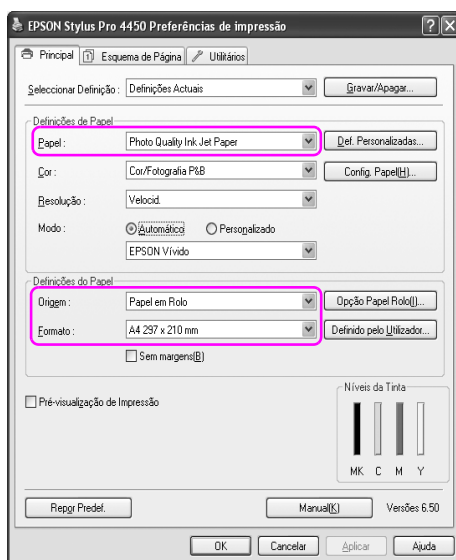 EPSON Stylus Pro 4450 Preferências de impressão
Principal Esquema de Página Utilitários
Seleccionar Definição : Definições Actuais Gravar/Apagar...
Definições de Papel
Papel : Photo Quality Ink Jet Paper Def. Personalizadas...
Cor : Cor/Fotografia P&B Config. Papel(H)...
Resolução : Velocid.
Modo : Automático Personalizado
EPSON Vívido
Definições do Papel
Origem : Papel em Rolo Opção Papel Rolo(I)...
Formato : A4 297 x 210 mm Definido pelo Utilizador...
Sem margens(B)
Pré-visualização de Impressão
Níveis da Tinta
MK C M Y
Repor Predef. Manual(K) Versões 6.50
OK Cancelar Aplicar Ajuda